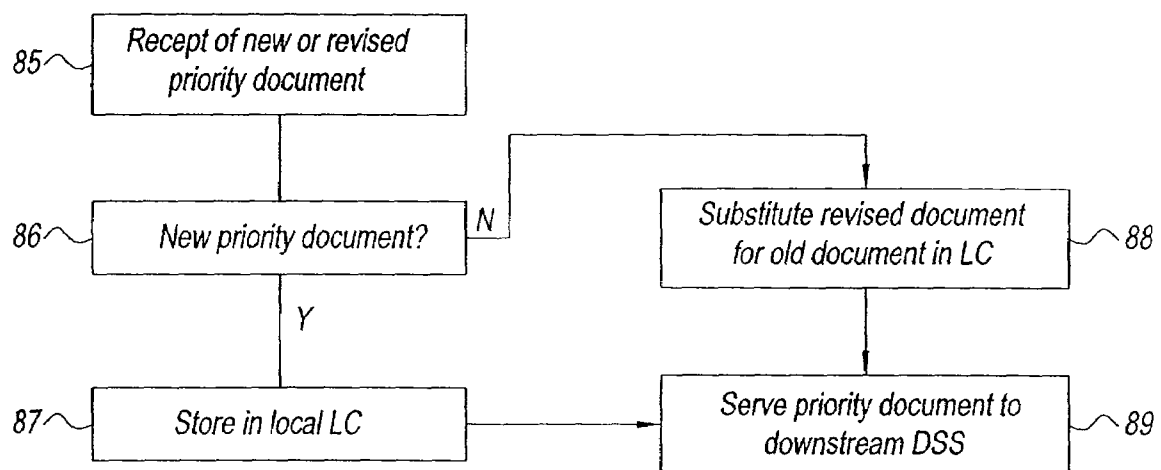 85
Recept of new or revised
priority document
86
New priority document?
N
Y
87
Store in local LC
Substitute revised document
for old document in LC
88
Serve priority document to
downstream DSS
89